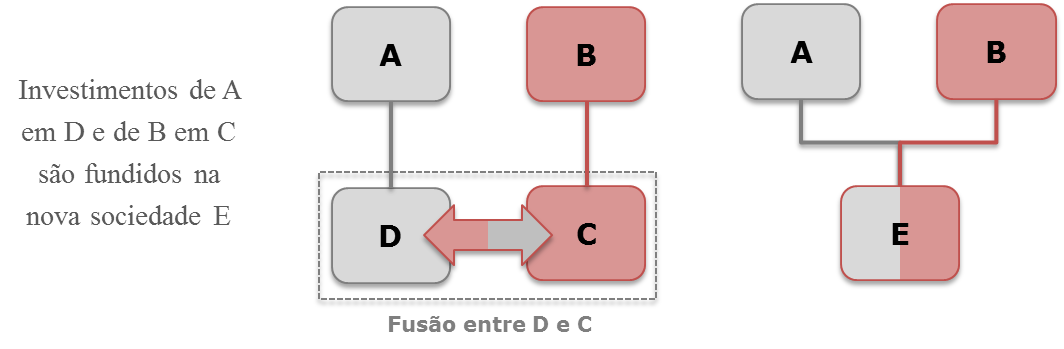 Investimentos de A
em D e de B em C
são fundidos na
nova sociedade E
A
B
D
C
Fusão entre D e C
A
B
E